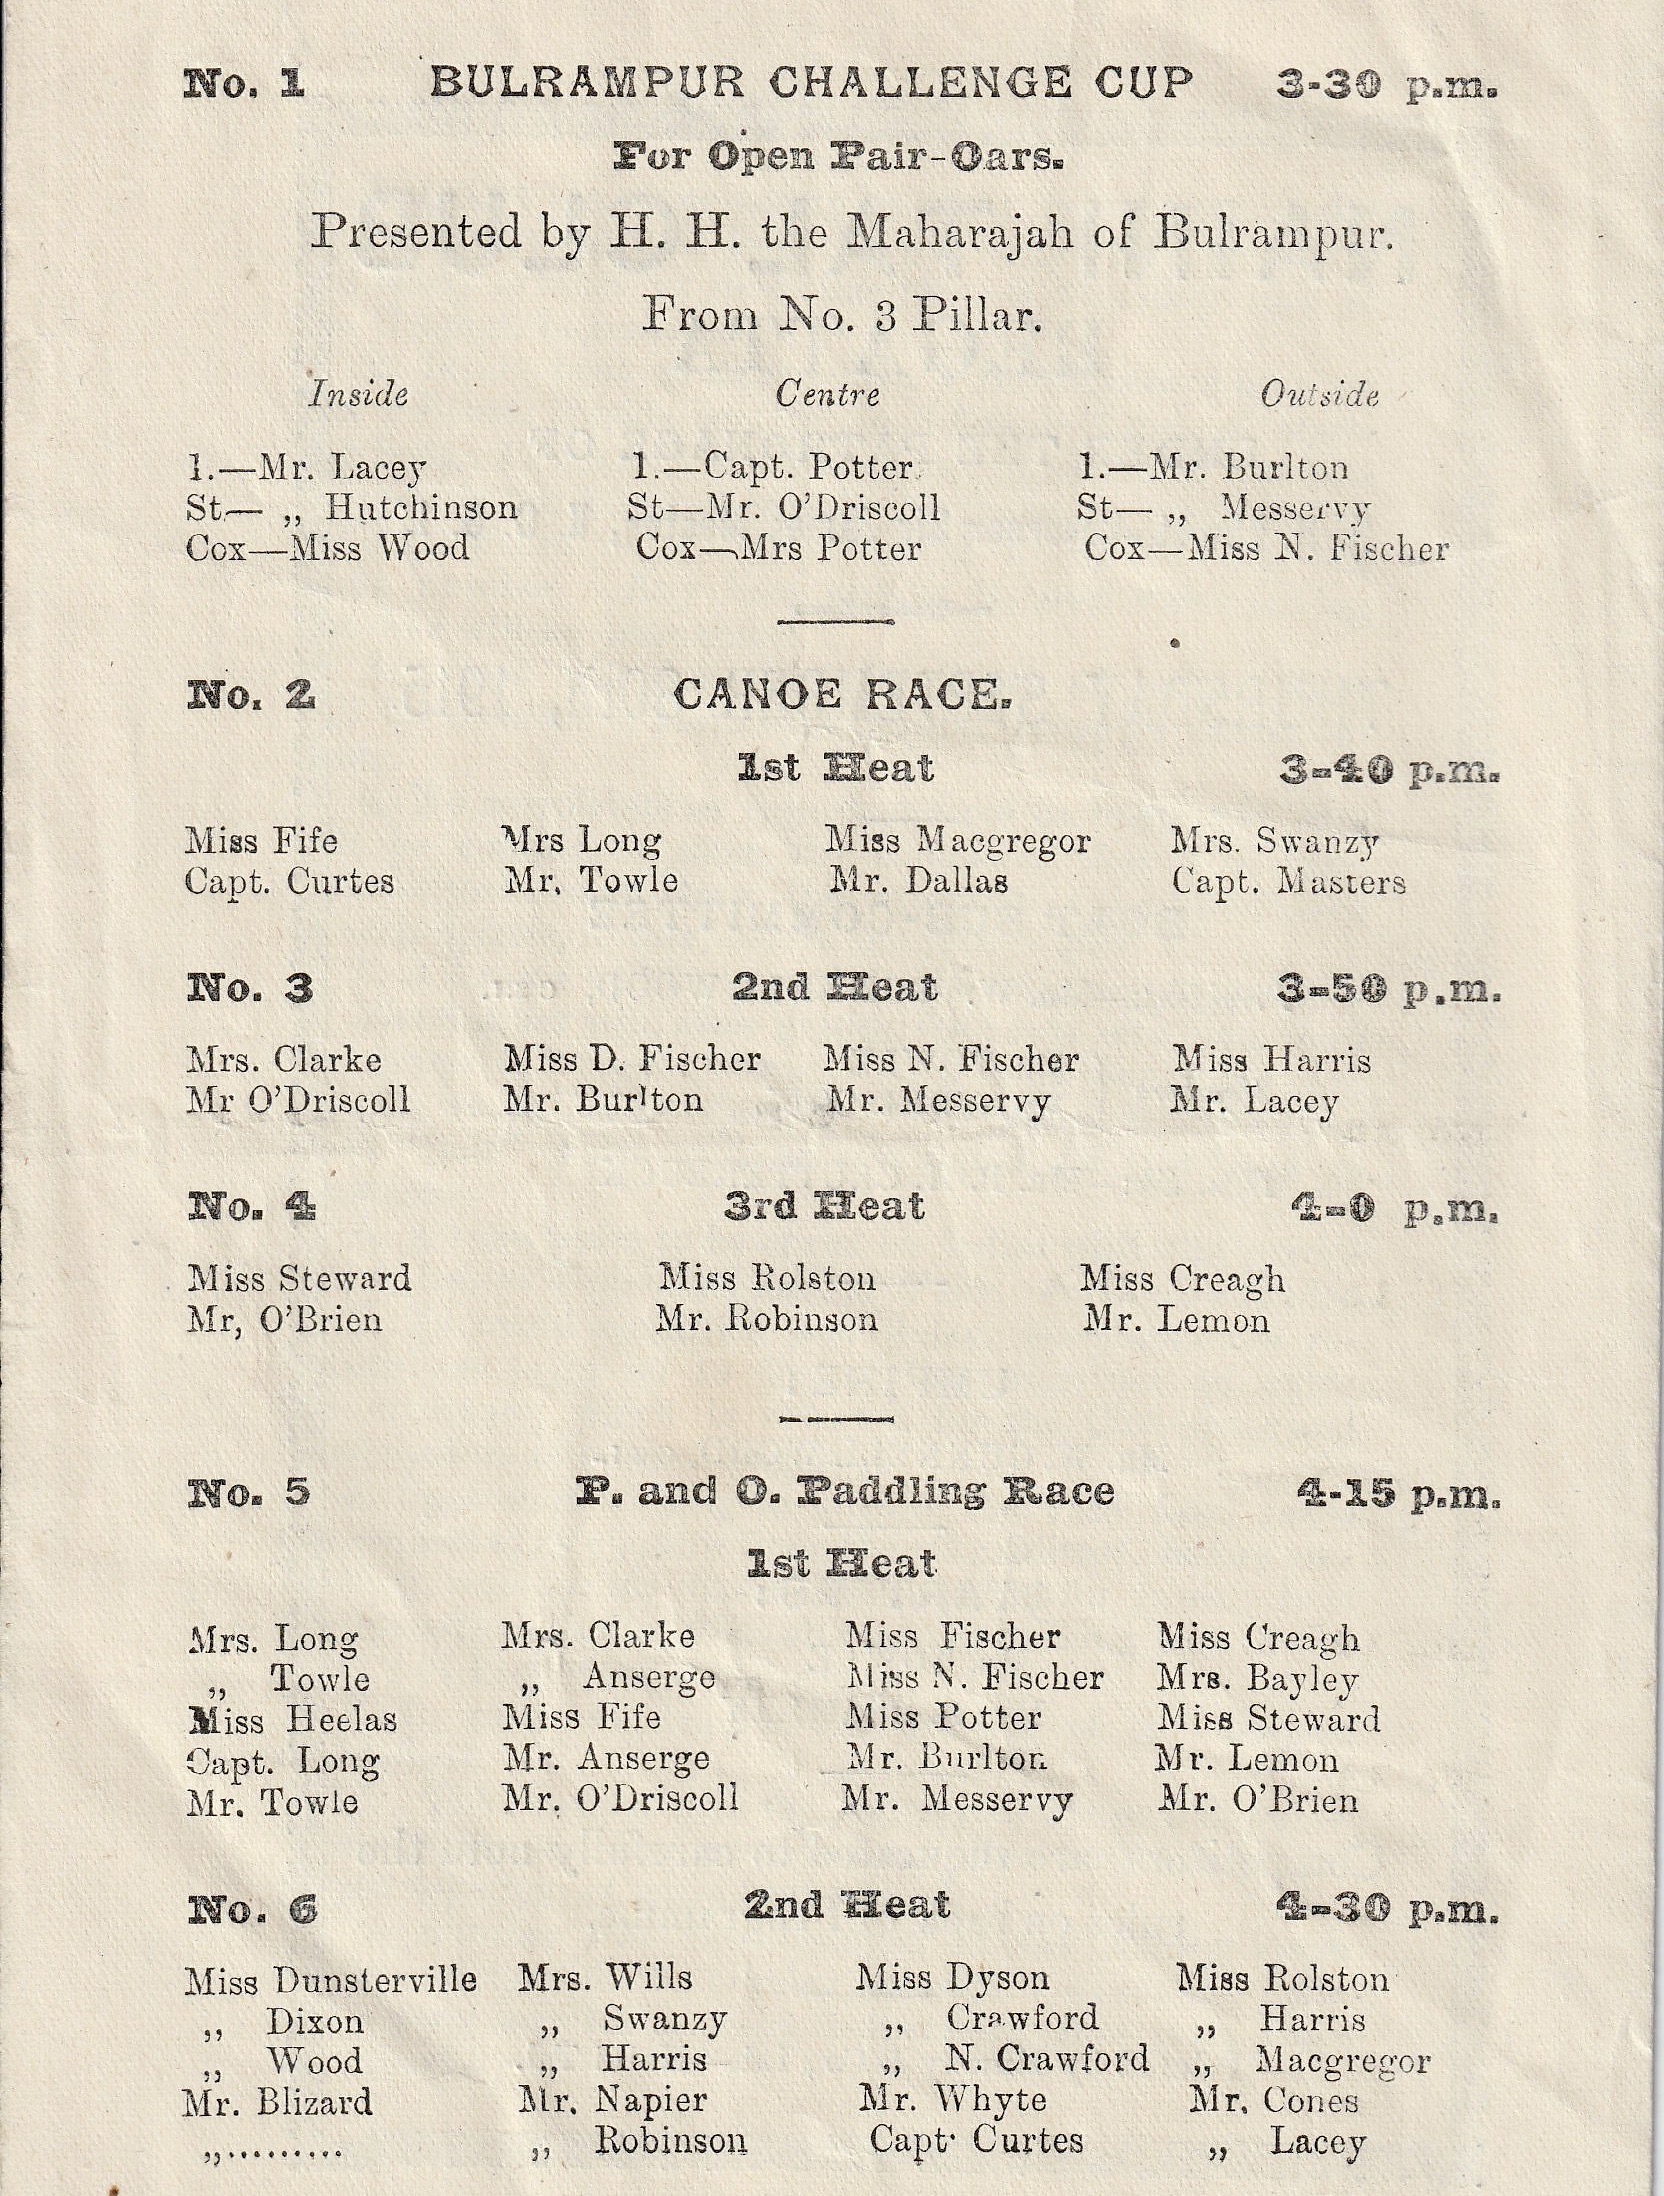 No. 1 BULRAMPUR CHALLENGE CUP 3-30 p.m.
For Open Pair-Oars.
Presented by H. H. the Maharajah of Bulrampur.
From No. 3 Pillar.
Inside Centre Outside
1.—Mr. Lacey 1.—Capt. Potter. 1.—Mr. Burlton
St— „ Hutchinson St—Mr. O'Driscoll St— „ Messervy
Cox—Miss Wood Cox—Mrs Potter Cox—Miss N. Fischer
No. 2 CANOE RACE.
1st Heat 3-40 p.m.
Miss Fife Mrs Long Miss Macgregor Mrs. Swanzy
Capt. Curtes Mr. Towle Mr. Dallas Capt. Masters
No. 3 2nd Heat 3-50 p.m.
Mrs. Clarke Miss D. Fischer Miss N. Fischer Miss Harris
Mr O'Driscoll Mr. Burlton Mr. Messervy Mr. Lacey
No. 4 3rd Heat 4-0 p.m.
Miss Steward Miss Rolston Miss Creagh
Mr, O'Brien Mr. Robinson Mr. Lemon
No. 5 P. and O. Paddling Race 4-15 p.m.
1st Heat
Mrs. Long Mrs. Clarke Miss Fischer Miss Creagh
„ Towle „ Anserge Miss N. Fischer Mrs. Bayley
Miss Heelas Miss Fife Miss Potter Miss Steward
Capt. Long Mr. Anserge Mr. Burlton Mr. Lemon
Mr. Towle Mr. O'Driscoll Mr. Messervy Mr. O'Brien
No. 6 2nd Heat 4-30 p.m.
Miss Dunsterville Mrs. Wills Miss Dyson Miss Rolston
„ Dixon „ Swanzy „ Crawford „ Harris
„ Wood „ Harris „ N. Crawford „ Macgregor
Mr. Blizard Mr. Napier Mr. Whyte Mr. Cones
„.......... „ Robinson Capt. Curtes „ Lacey